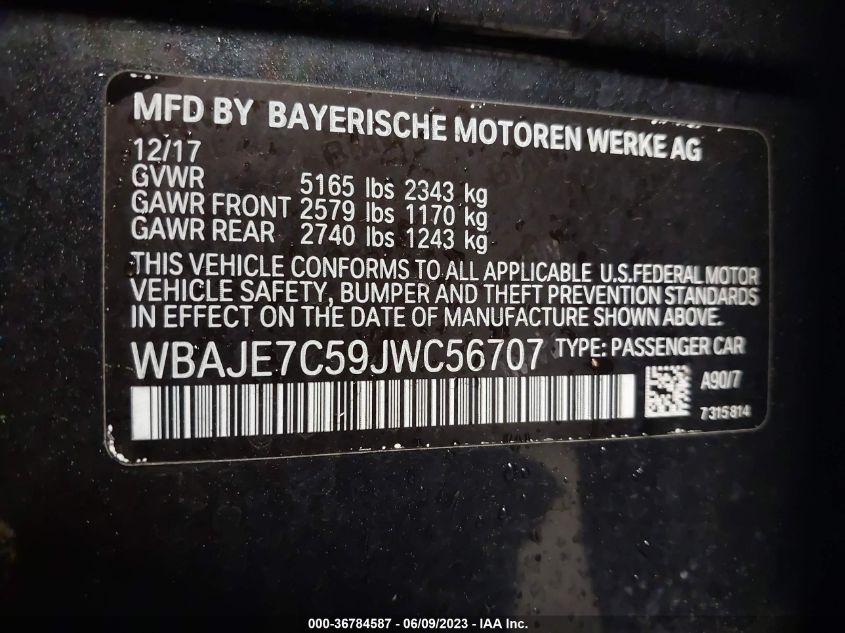 MFD BY BAYERISCHE MOTOREN WERKE AG
12/17
GVWR 5165 lbs 2343 kg
GAWR FRONT 2579 lbs 1170 kg
GAWR REAR 2740 lbs 1243 kg
THIS VEHICLE CONFORMS TO ALL APPLICABLE U.S.FEDERAL MOTOR
VEHICLE SAFETY, BUMPER AND THEFT PREVENTION STANDARDS
IN EFFECT ON THE DATE OF MANUFACTURE SHOWN ABOVE.
WBAJE7C59JWC56707 TYPE: PASSENGER CAR
A90/7
7315814
000-36784587 / 06/09/2023 - IAA Inc.